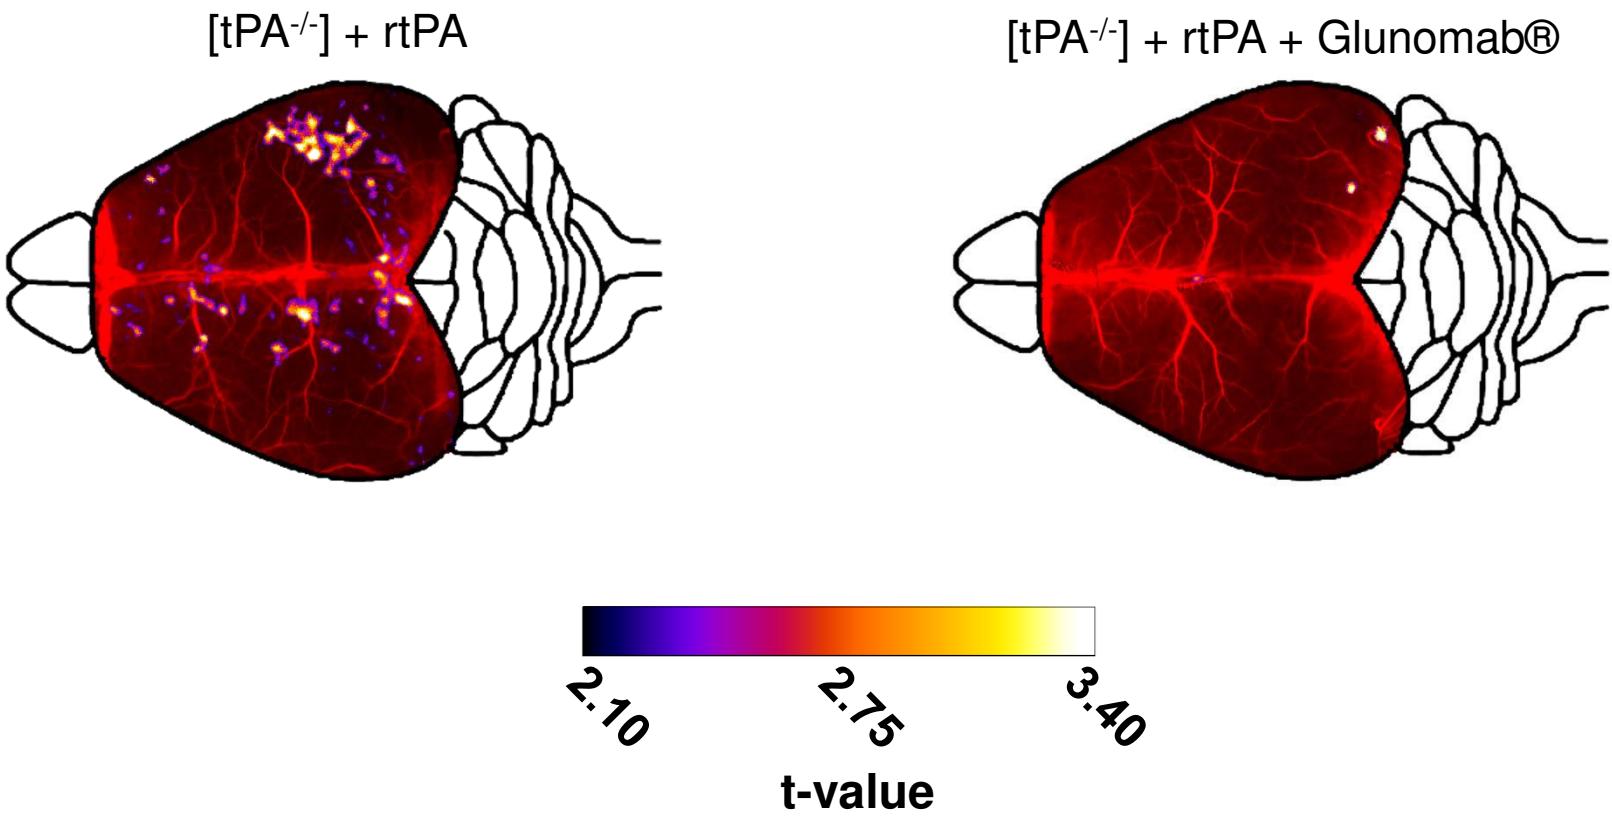 [tPA-/-] + rtPA
[tPA-/-] + rtPA + Glunomab®
2.10
2.75
3.40
t-value